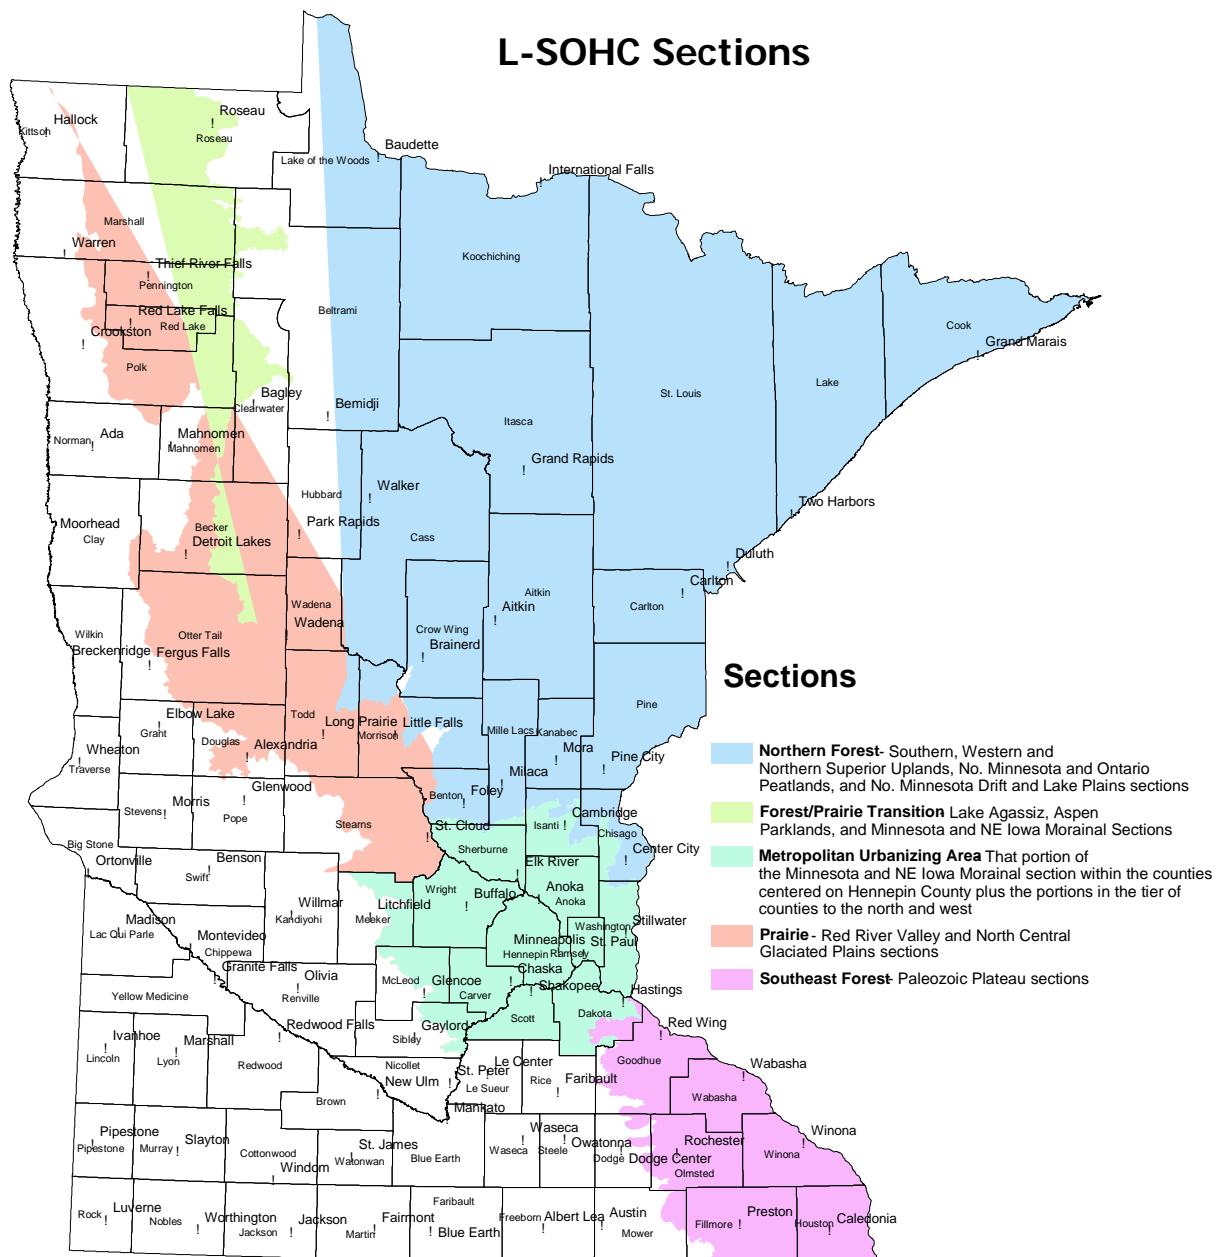 L-SOHC Sections
Hallock
Kittson
Roseau
Roseau
Lake of the Woods
Baudette
International Falls
Marshall
Warren
Thief River Falls
Pennington
Koochiching
Red Lake Falls
Red Lake
Crookston
Beltrami
Cook
Grand Marais
Polk
Lake
St. Louis
Bagley
Clearwater
Bemidji
Itasca
Norman
Ada
Mahnomen
Mahnomen
Grand Rapids
Walker
Hubbard
Two Harbors
Moorhead
Clay
Becker
Detroit Lakes
Park Rapids
Cass
Duluth
Carlton
Aitkin
Aitkin
Carlton
Wadena
Wadena
Wilkin
Breckenridge
Otter Tail
Fergus Falls
Crow Wing
Brainerd
Pine
Elbow Lake
Grant
Douglas
Todd
Long Prairie
Morrison
Little Falls
Mille Lacs
Kanabec
Wheaton
Traverse
Alexandria
Mora
Pine City
Milaca
Glenwood
Benton
Foley
Stevens
Morris
Pope
Stearns
St. Cloud
Isanti
Cambridge
Chisago
Sherburne
Center City
Big Stone
Ortonville
Benson
Swift
Elk River
Willmar
Kandiyohi
Litchfield
Meeker
Wright
Buffalo
Anoka
Anoka
Madison
Lac Qui Parle
Montevideo
Chippewa
Washington
Stillwater
Minneapolis
St. Paul
Hennepin
Ramsey
Granite Falls
Olivia
Renville
McLeod
Glencoe
Carver
Chaska
Shakopee
Hastings
Yellow Medicine
Scott
Dakota
Redwood Falls
Gaylord
Sibley
Red Wing
Ivanhoe
Lincoln
Marshall
Lyon
Redwood
Nicollet
New Ulm
St. Peter
Le Center
Le Sueur
Rice
Faribault
Goodhue
Wabasha
Wabasha
Brown
Mankato
Pipestone
Pipestone
Murray
Slayton
Cottonwood
Windom
St. James
Watonwan
Blue Earth
Waseca
Waseca
Steele
Owatonna
Dodge
Dodge Center
Rochester
Olmsted
Winona
Winona
Rock
Luverne
Nobles
Worthington
Jackson
Jackson
Martin
Fairmont
Faribault
Blue Earth
Freeborn
Albert Lea
Austin
Mower
Fillmore
Preston
Houston
Caledonia
Sections
Northern Forest- Southern, Western and
Northern Superior Uplands, No. Minnesota and Ontario
Peatlands, and No. Minnesota Drift and Lake Plains sections
Forest/Prairie Transition- Lake Agassiz, Aspen
Parklands, and Minnesota and NE Iowa Morainal Sections
Metropolitan Urbanizing Area- That portion of
the Minnesota and NE Iowa Morainal section within the counties
centered on Hennepin County plus the portions in the tier of
counties to the north and west
Prairie - Red River Valley and North Central
Glaciated Plains sections
Southeast Forest- Paleozoic Plateau sections